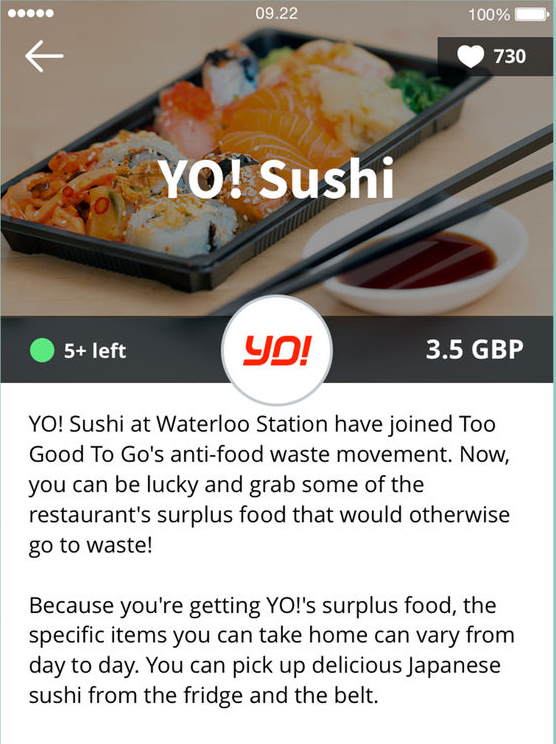 09.22
100%
730
YO! Sushi
5+ left
YO!
3.5 GBP
YO! Sushi at Waterloo Station have joined Too
Good To Go's anti-food waste movement. Now,
you can be lucky and grab some of the
restaurant's surplus food that would otherwise
go to waste!
Because you're getting YO!'s surplus food, the
specific items you can take home can vary from
day to day. You can pick up delicious Japanese
sushi from the fridge and the belt.